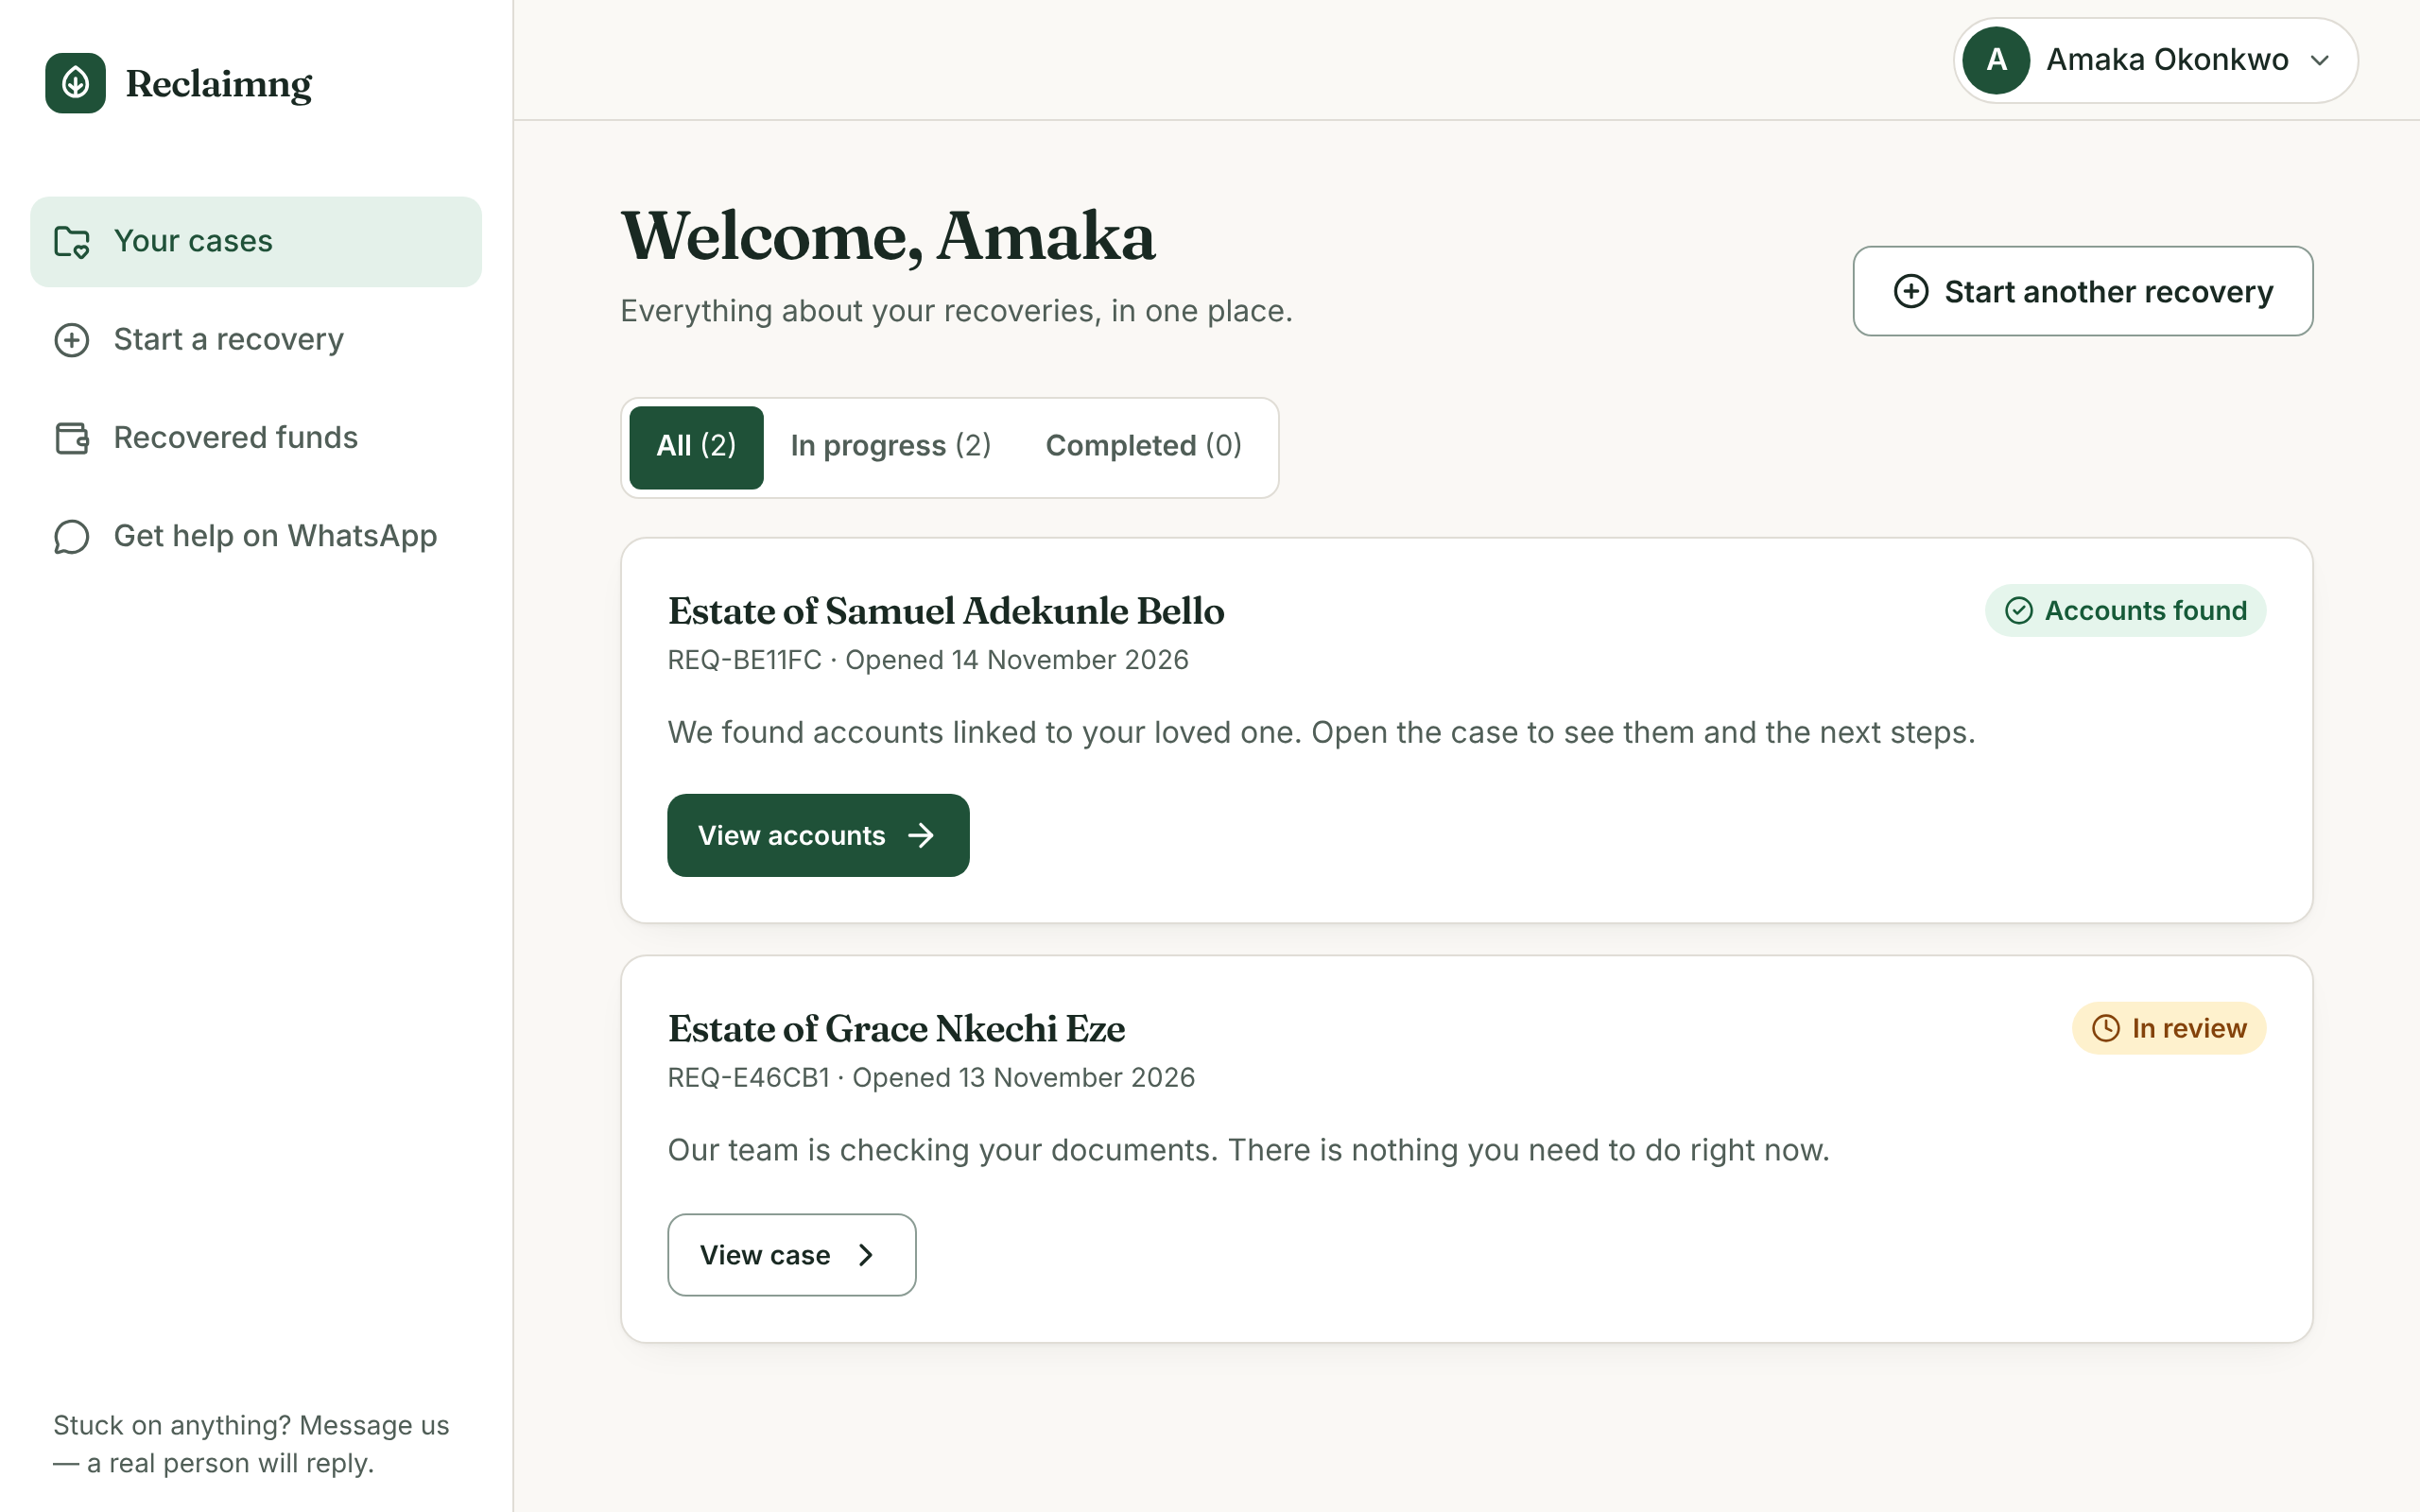 Reclaimng
Your cases
Start a recovery
Recovered funds
Get help on WhatsApp
Stuck on anything? Message us
— a real person will reply.
A
Amaka Okonkwo
Welcome, Amaka
Everything about your recoveries, in one place.
Start another recovery
All (2)
In progress (2)
Completed (0)
Estate of Samuel Adekunle Bello
Accounts found
REQ-BE11FC · Opened 14 November 2026
We found accounts linked to your loved one. Open the case to see them and the next steps.
View accounts
Estate of Grace Nkechi Eze
In review
REQ-E46CB1 · Opened 13 November 2026
Our team is checking your documents. There is nothing you need to do right now.
View case